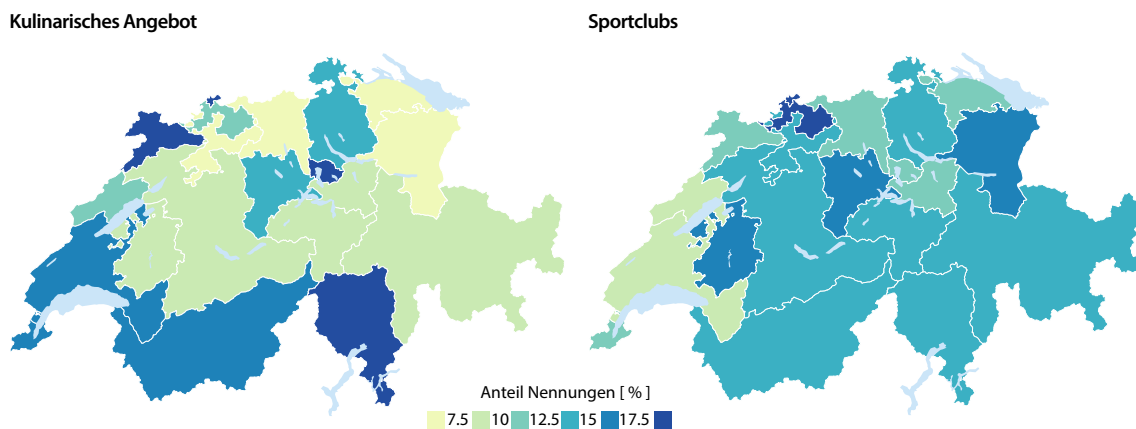 Kulinarisches Angebot
Sportclubs
Anteil Nennungen [ % ]
7.5 10 12.5 15 17.5